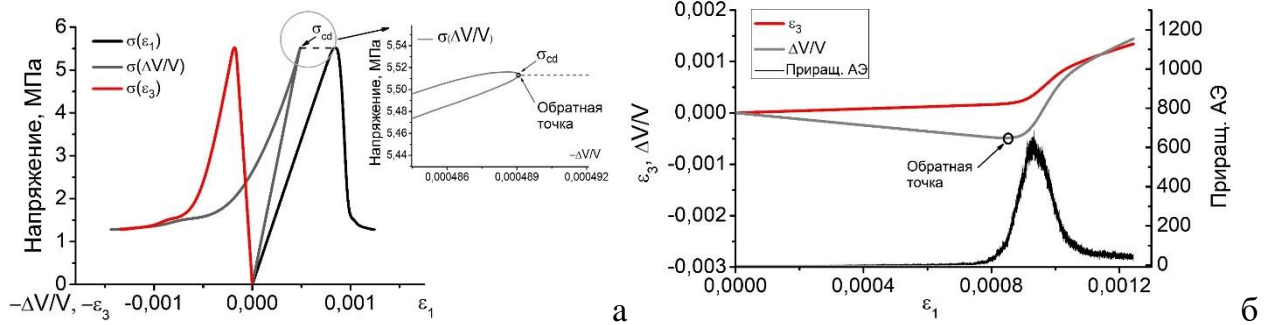 Напряжение, МПа
6
5
4
3
2
1
0
σ(ε₁)
σ(ΔV/V)
σ(ε₃)
σcd
−ΔV/V, −ε₃
-0,001
0,000
0,001
ε₁
Напряжение, МПа
5,54
5,52
5,50
5,48
5,46
5,44
σ(ΔV/V)
σcd
Обратная
точка
−ΔV/V
0,000486
0,000489
0,000492
а
ε₃, ΔV/V
0,002
0,001
0,000
-0,001
-0,002
-0,003
ε₃
ΔV/V
Приращ. АЭ
Обратная
точка
0,0000
0,0004
0,0008
0,0012
ε₁
1200
1000
800
600
400
200
0
Приращ. АЭ
б